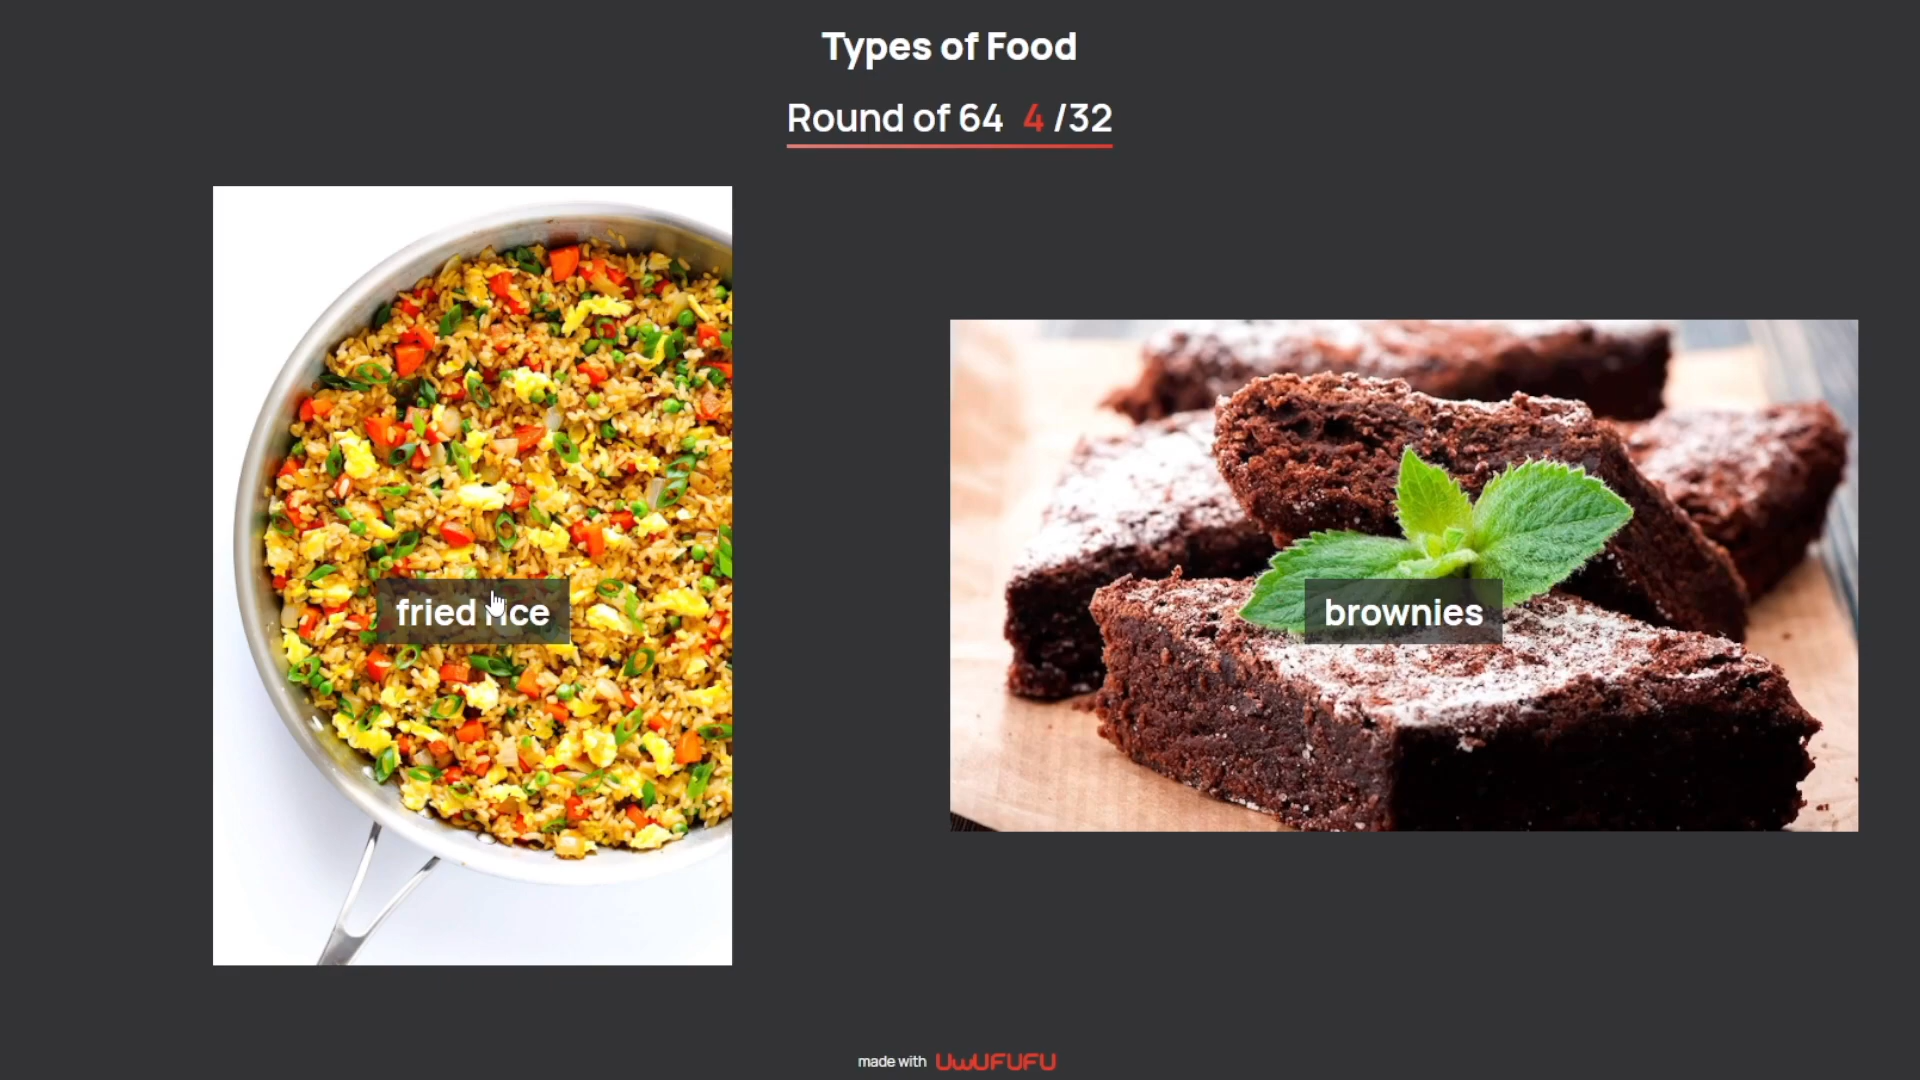 Types of Food
Round of 64 4 /32
fried rice
brownies
made with UwUFUFU